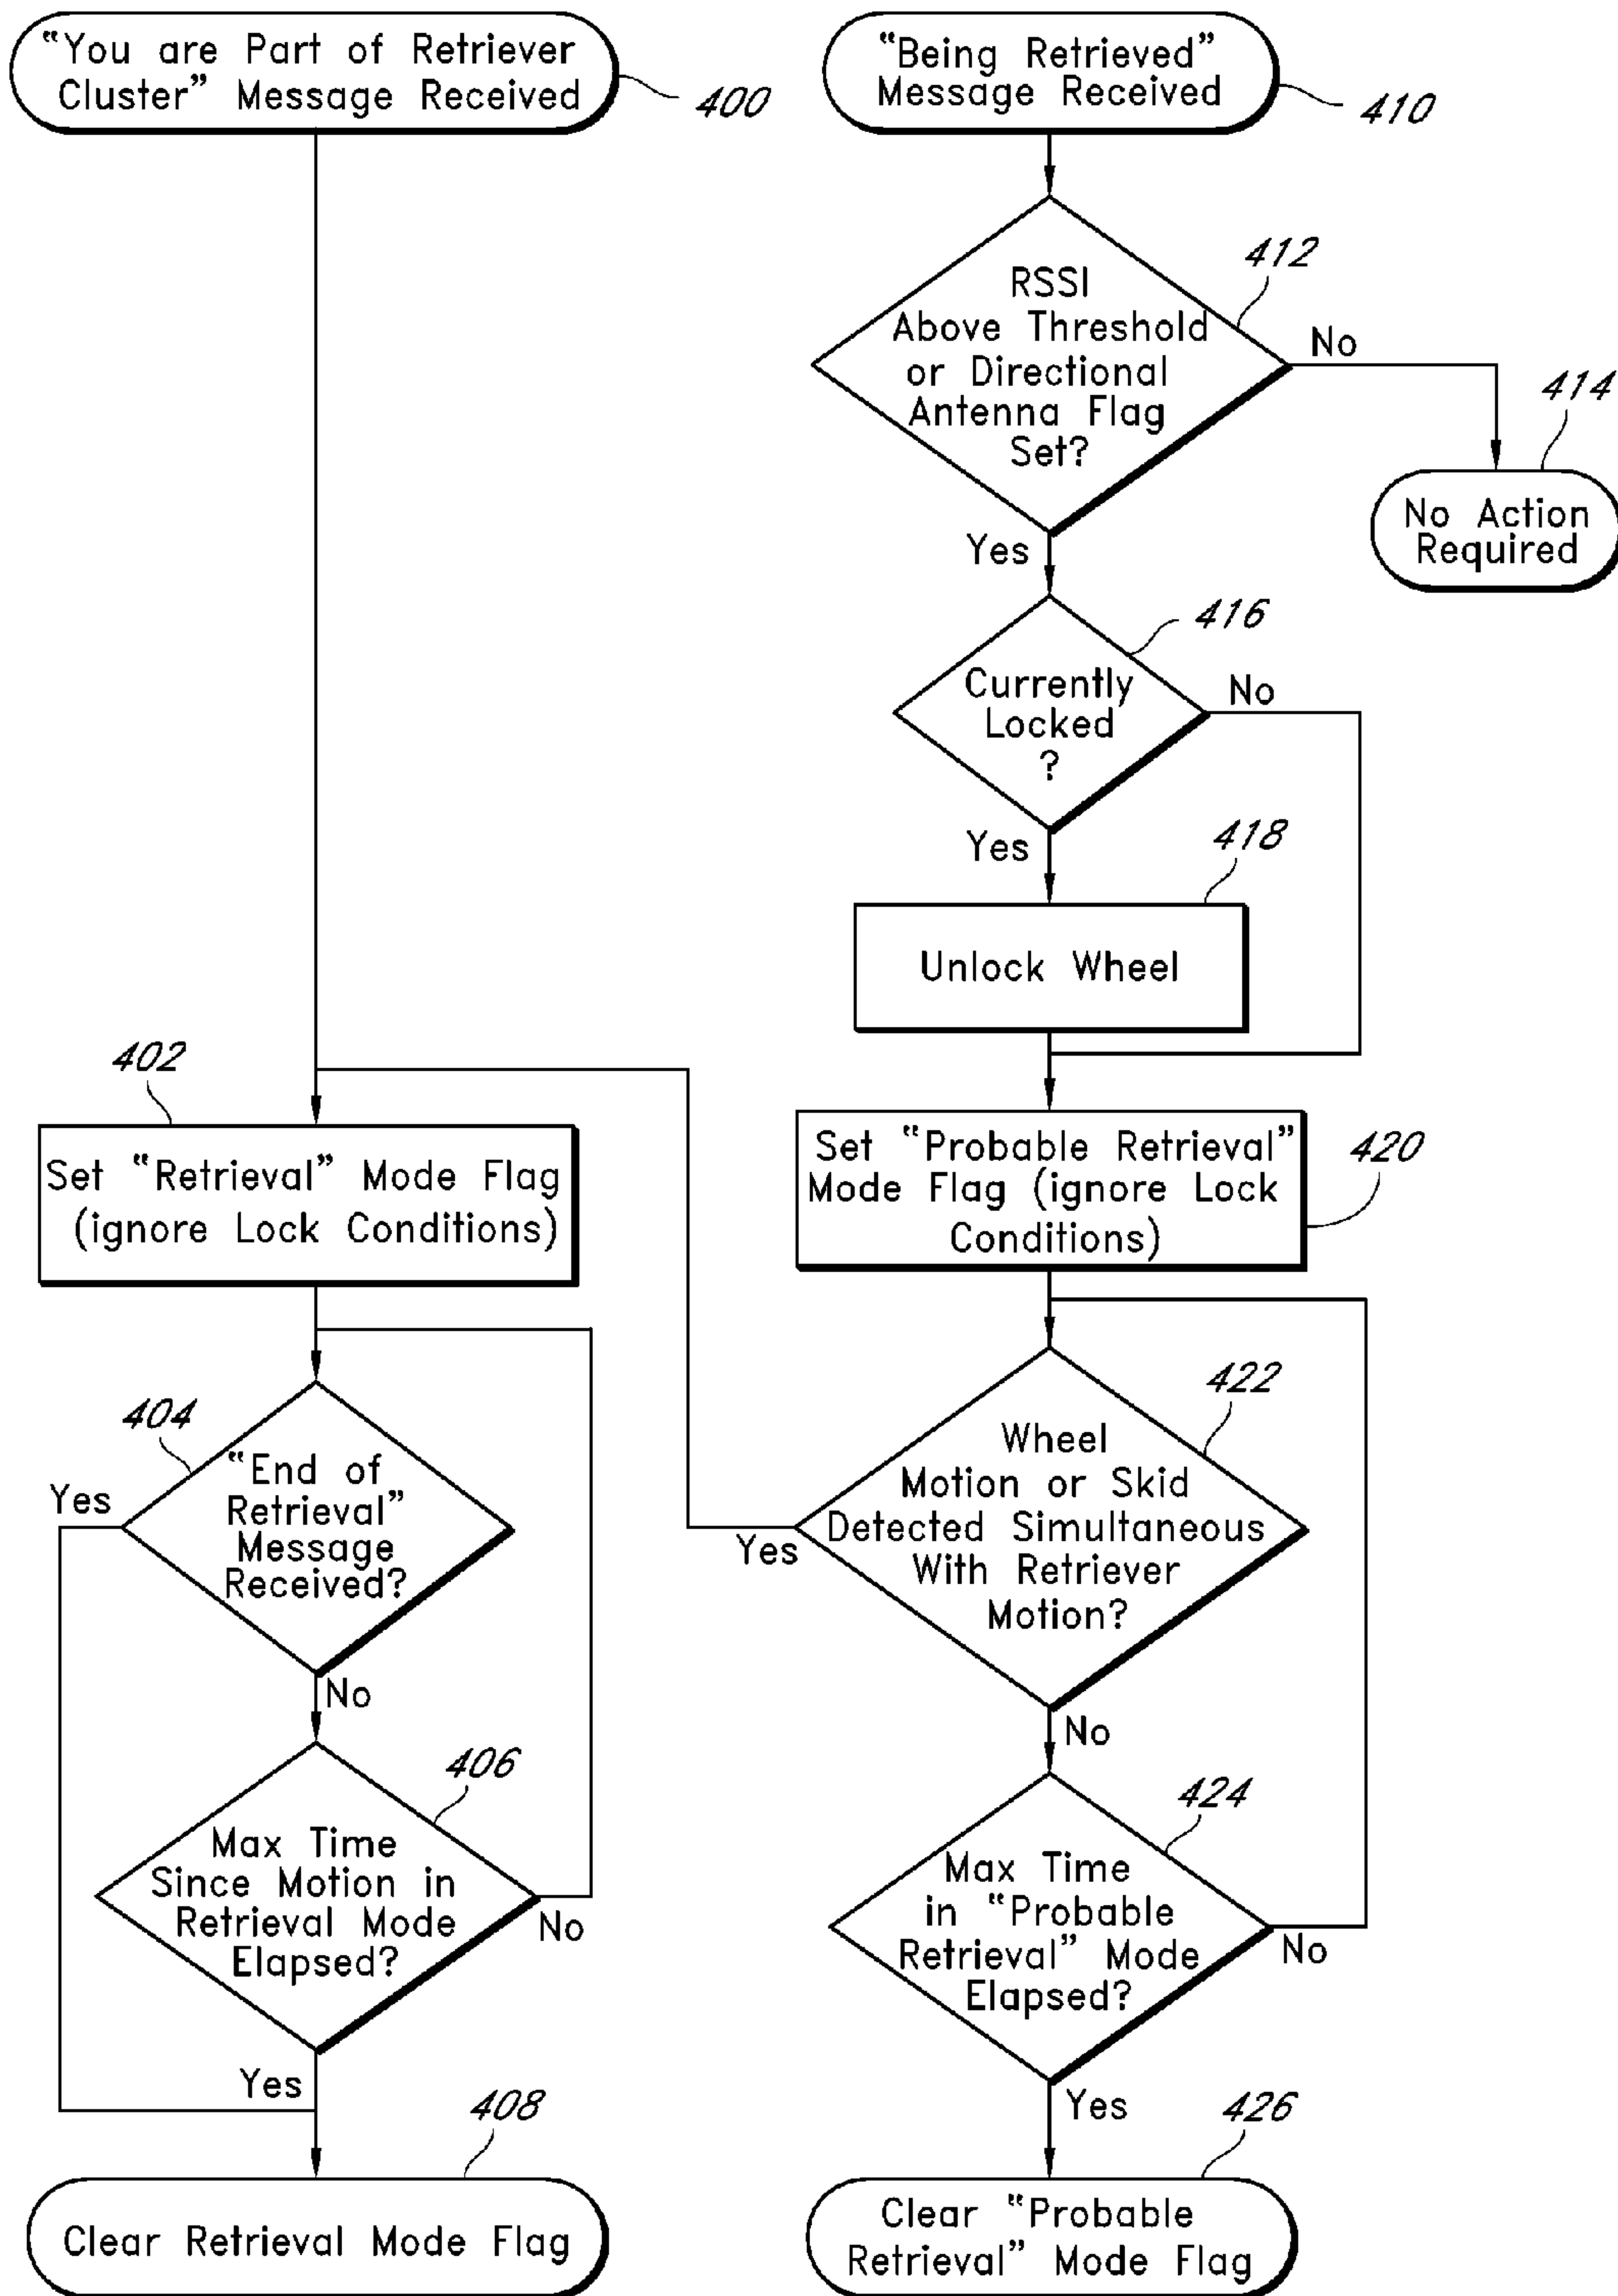 “You are Part of Retriever
Cluster” Message Received
400
“Being Retrieved”
Message Received
410
RSSI
Above Threshold
or Directional
Antenna Flag
Set?
412
No
414
No Action
Required
Yes
416
Currently
Locked
?
No
Yes
418
Unlock Wheel
402
Set “Retrieval” Mode Flag
(ignore Lock Conditions)
Set “Probable Retrieval”
Mode Flag (ignore Lock
Conditions)
420
404
“End of
Retrieval”
Message
Received?
Yes
No
422
Wheel
Motion or Skid
Detected Simultaneous
With Retriever
Motion?
Yes
No
406
Max Time
Since Motion in
Retrieval Mode
Elapsed?
No
Yes
424
Max Time
in “Probable
Retrieval” Mode
Elapsed?
No
Yes
408
Clear Retrieval Mode Flag
426
Clear “Probable
Retrieval” Mode Flag